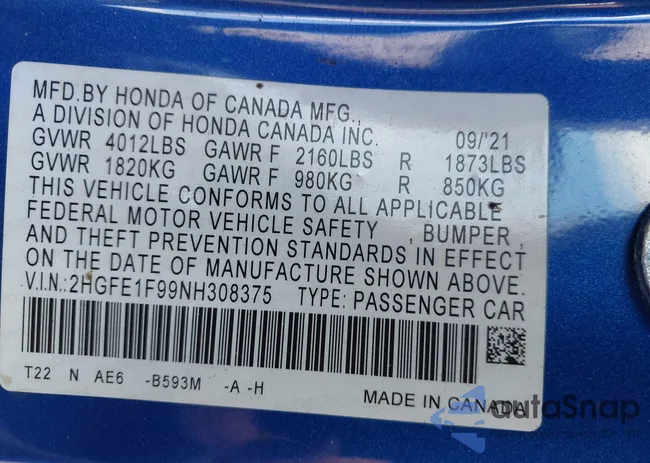 MFD.BY HONDA OF CANADA MFG.,
A DIVISION OF HONDA CANADA INC. 09/'21
GVWR 4012LBS GAWR F 2160LBS R 1873LBS
GVWR 1820KG GAWR F 980KG R 850KG
THIS VEHICLE CONFORMS TO ALL APPLICABLE
FEDERAL MOTOR VEHICLE SAFETY , BUMPER ,
AND THEFT PREVENTION STANDARDS IN EFFECT
ON THE DATE OF MANUFACTURE SHOWN ABOVE.
V.I.N.:2HGFE1F99NH308375 TYPE: PASSENGER CAR
T22 N AE6 -B593M -A -H
MADE IN CANADA
autoSnap